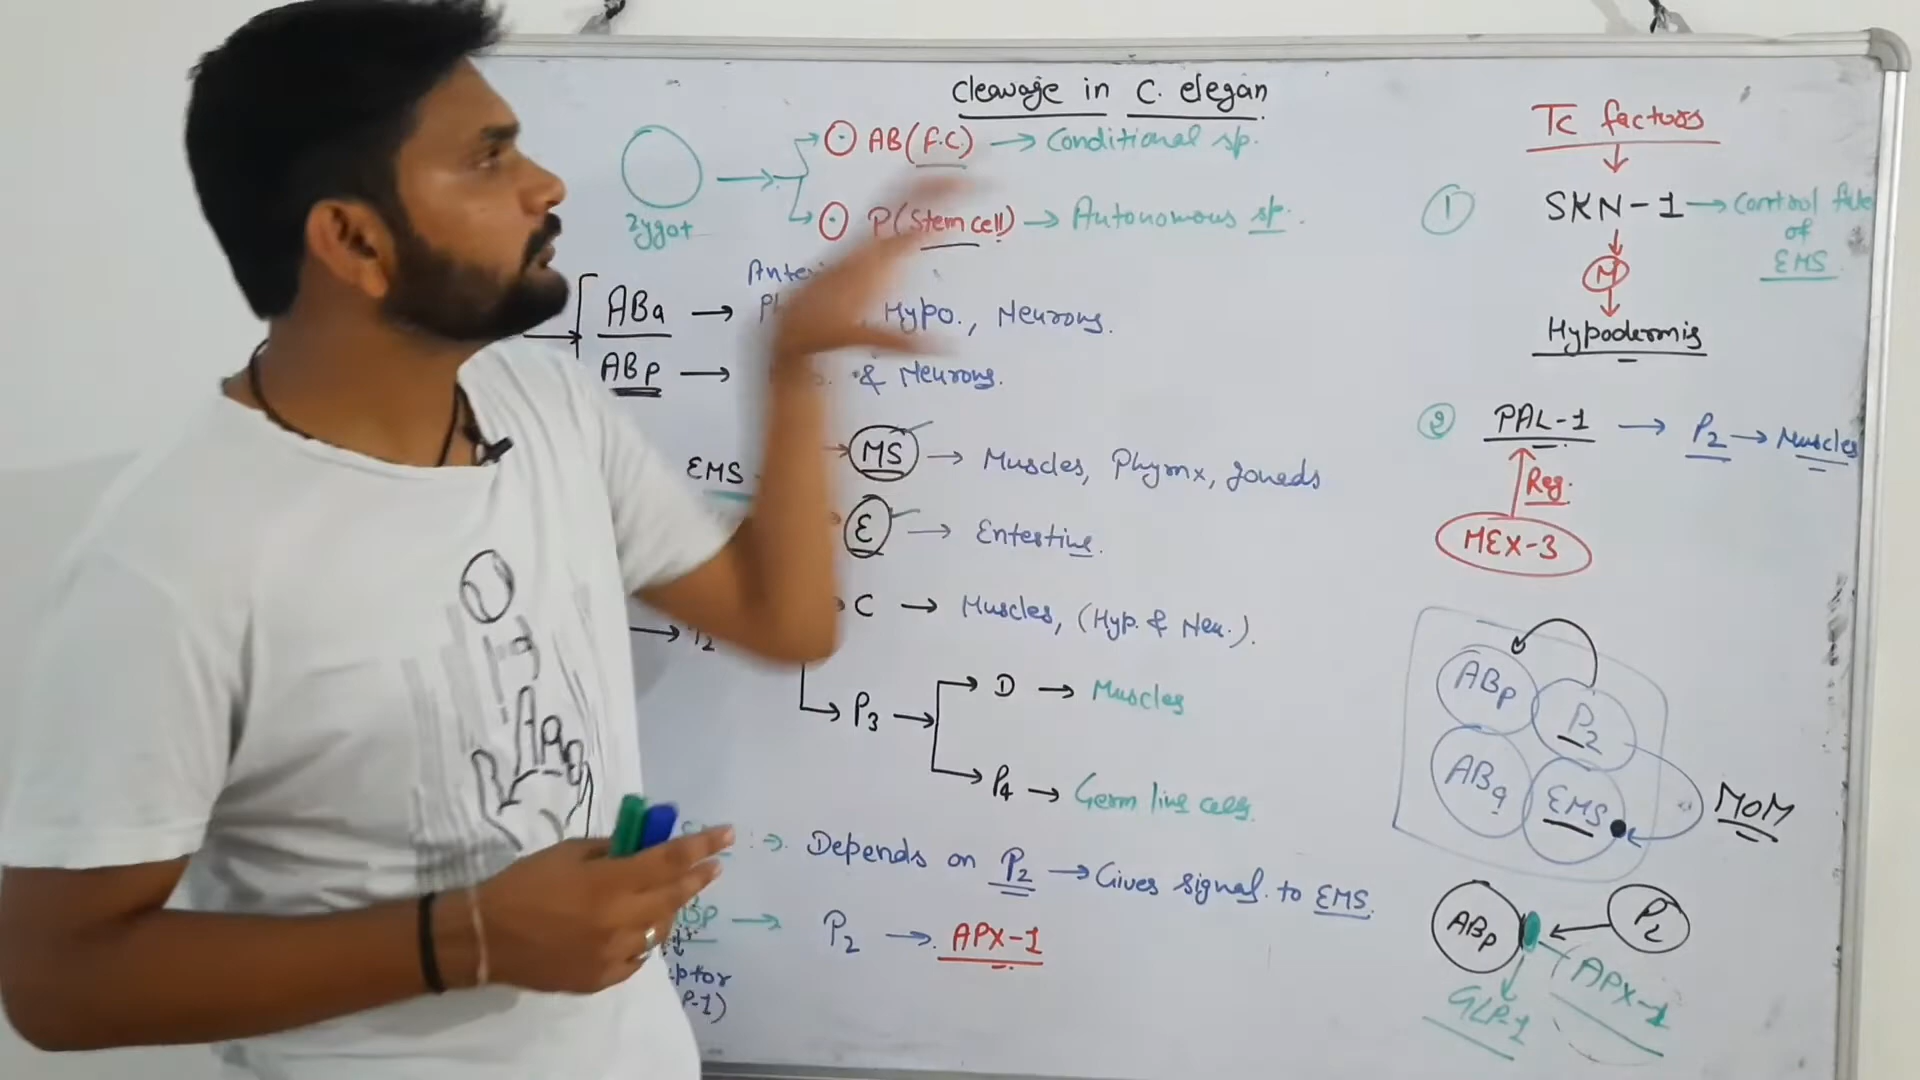 Cleavage in C. elegan
Zygot
AB (F.C.) → Conditional sp.
P (Stem cell) → Autonomous sp.
ABa → Hypo., Neurons.
ABp → & Neurons.
EMS
MS → Muscles, Phyrnx, goneds
E → Entestine.
C → Muscles, (Hyp. & Neu.).
P3 → D → Muscles
P4 → Germ line cells.
Depends on P2 → Gives signal to EMS.
P2 → APX-1
Tc factors
① SKN-1 → Control fate of EMS
M
Hypodermis
② PAL-1 → P2 → Muscles
Reg.
MEX-3
ABp
P2
ABa
EMS
MOM
ABp
P2
APX-1
GLP-1